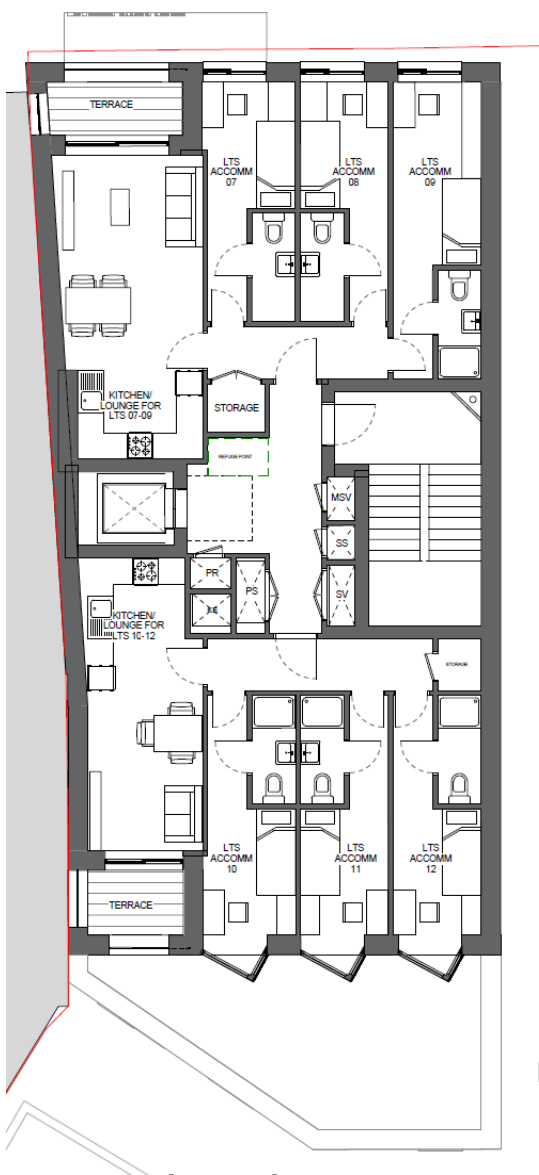 TERRACE
LTS
ACCOMM
07
LTS
ACCOMM
08
LTS
ACCOMM
09
KITCHEN/
LOUNGE FOR
LTS 07-09
STORAGE
REFUGE POINT
MSV
SS
SV
PR
PS
KITCHEN/
LOUNGE FOR
LTS 10-12
STORAGE
LTS
ACCOMM
10
LTS
ACCOMM
11
LTS
ACCOMM
12
TERRACE